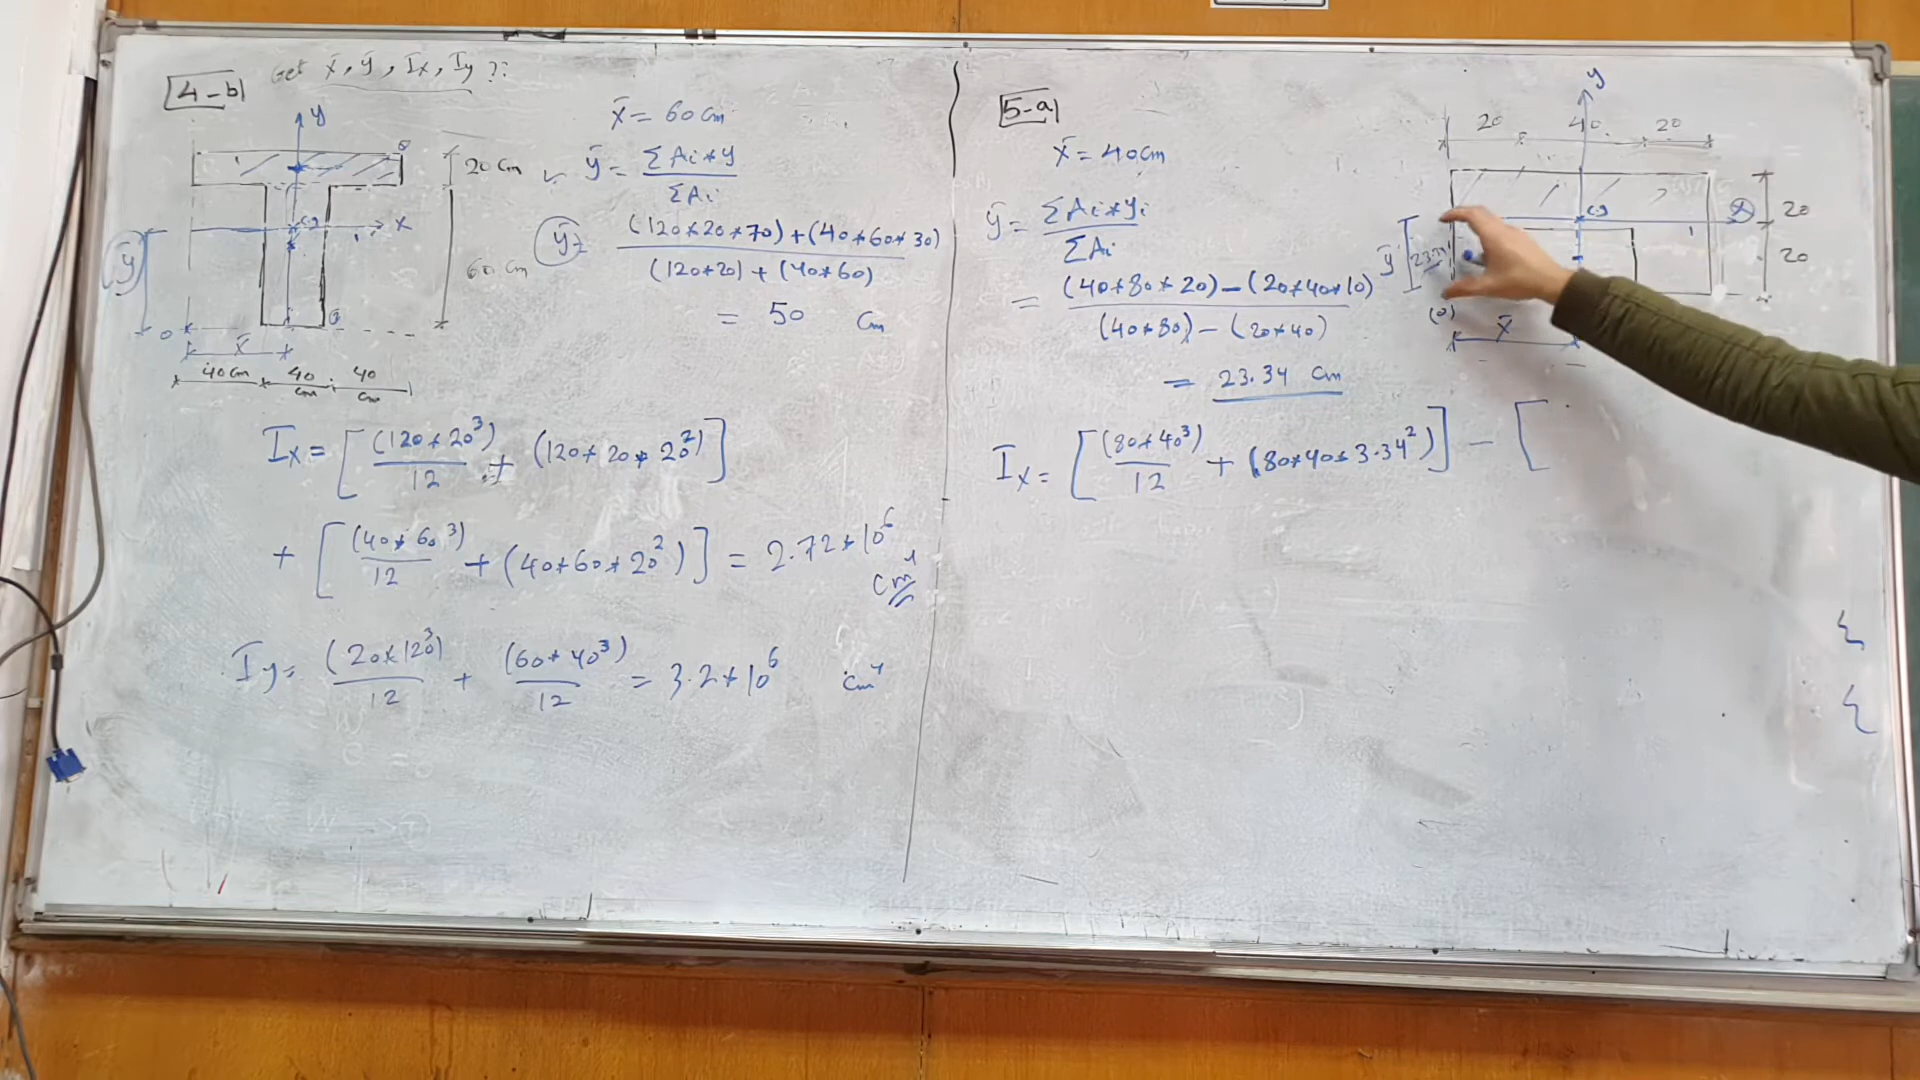 4-b
Get x̄, ȳ, Ix, Iy ?:
y
20 cm
c.g
x
ȳ
60 cm
0
x̄
40 cm 40 cm 40 cm
x̄ = 60 cm
ȳ = ΣAi*y / ΣAi
ȳ = (120*20*70)+(40*60*30) / (120*20)+(40*60)
= 50 cm
Ix = [(120*20³)/12 + (120*20*20²)]
+ [(40*60³)/12 + (40*60*20²)] = 2.72*10⁶ cm⁴
Iy = (20*120³)/12 + (60*40³)/12 = 3.2*10⁶ cm⁴
5-a
x̄ = 40cm
ȳ = ΣAi*yi / ΣAi
= (40*80*20)-(20*40*10) / (40*80)-(20*40)
= 23.34 cm
Ix = [(80*40³)/12 + (80*40*3.34²)] - [
y
20 40 20
c.g
x
20
20
ȳ
(0)
x̄